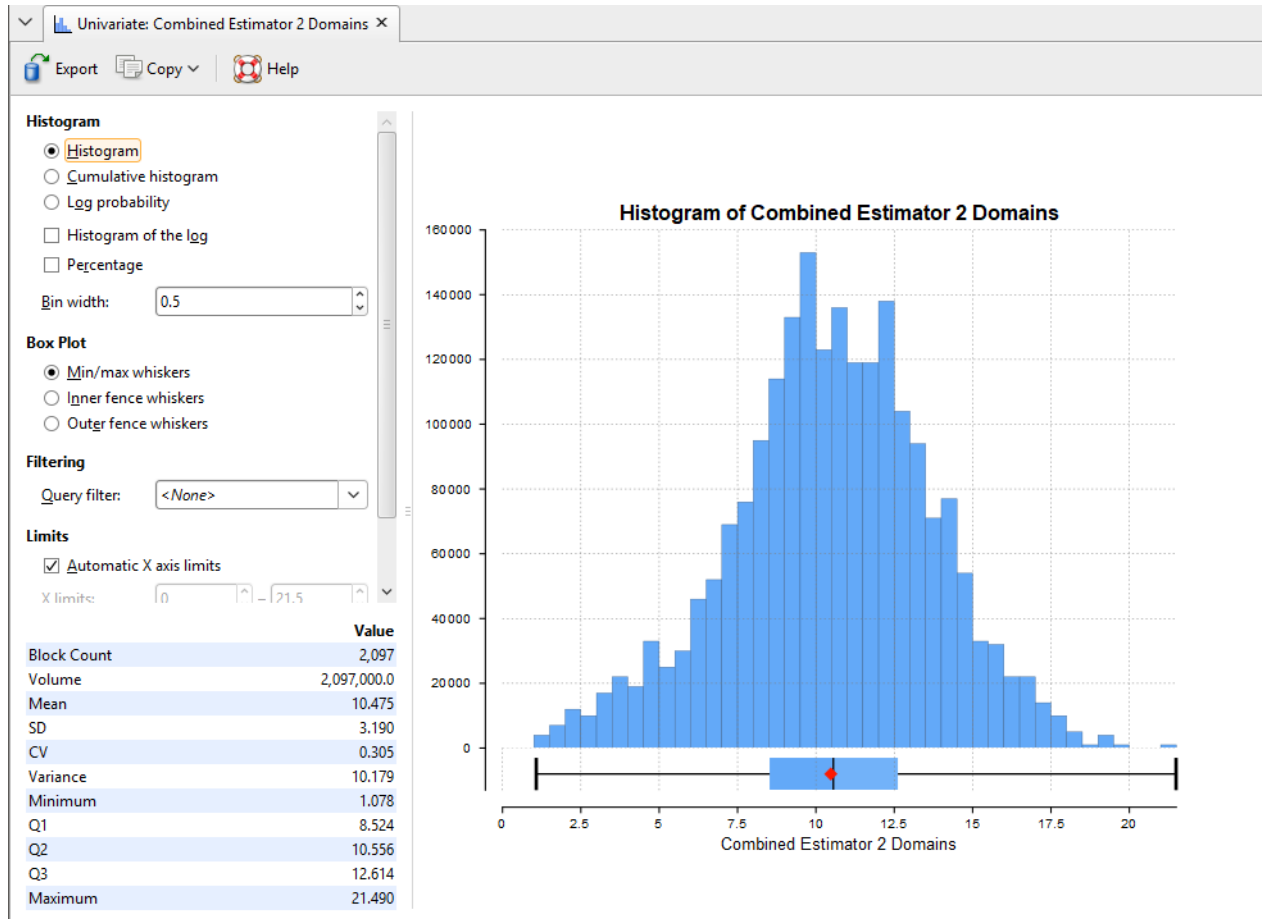 Univariate: Combined Estimator 2 Domains ×
Export Copy Help
Histogram
Histogram
Cumulative histogram
Log probability
Histogram of the log
Percentage
Bin width: 0.5
Box Plot
Min/max whiskers
Inner fence whiskers
Outer fence whiskers
Filtering
Query filter: <None>
Limits
Automatic X axis limits
X limits: 0 – 21.5
Value
Block Count 2,097
Volume 2,097,000.0
Mean 10.475
SD 3.190
CV 0.305
Variance 10.179
Minimum 1.078
Q1 8.524
Q2 10.556
Q3 12.614
Maximum 21.490
Histogram of Combined Estimator 2 Domains
160000
140000
120000
100000
80000
60000
40000
20000
0
0 2.5 5 7.5 10 12.5 15 17.5 20
Combined Estimator 2 Domains